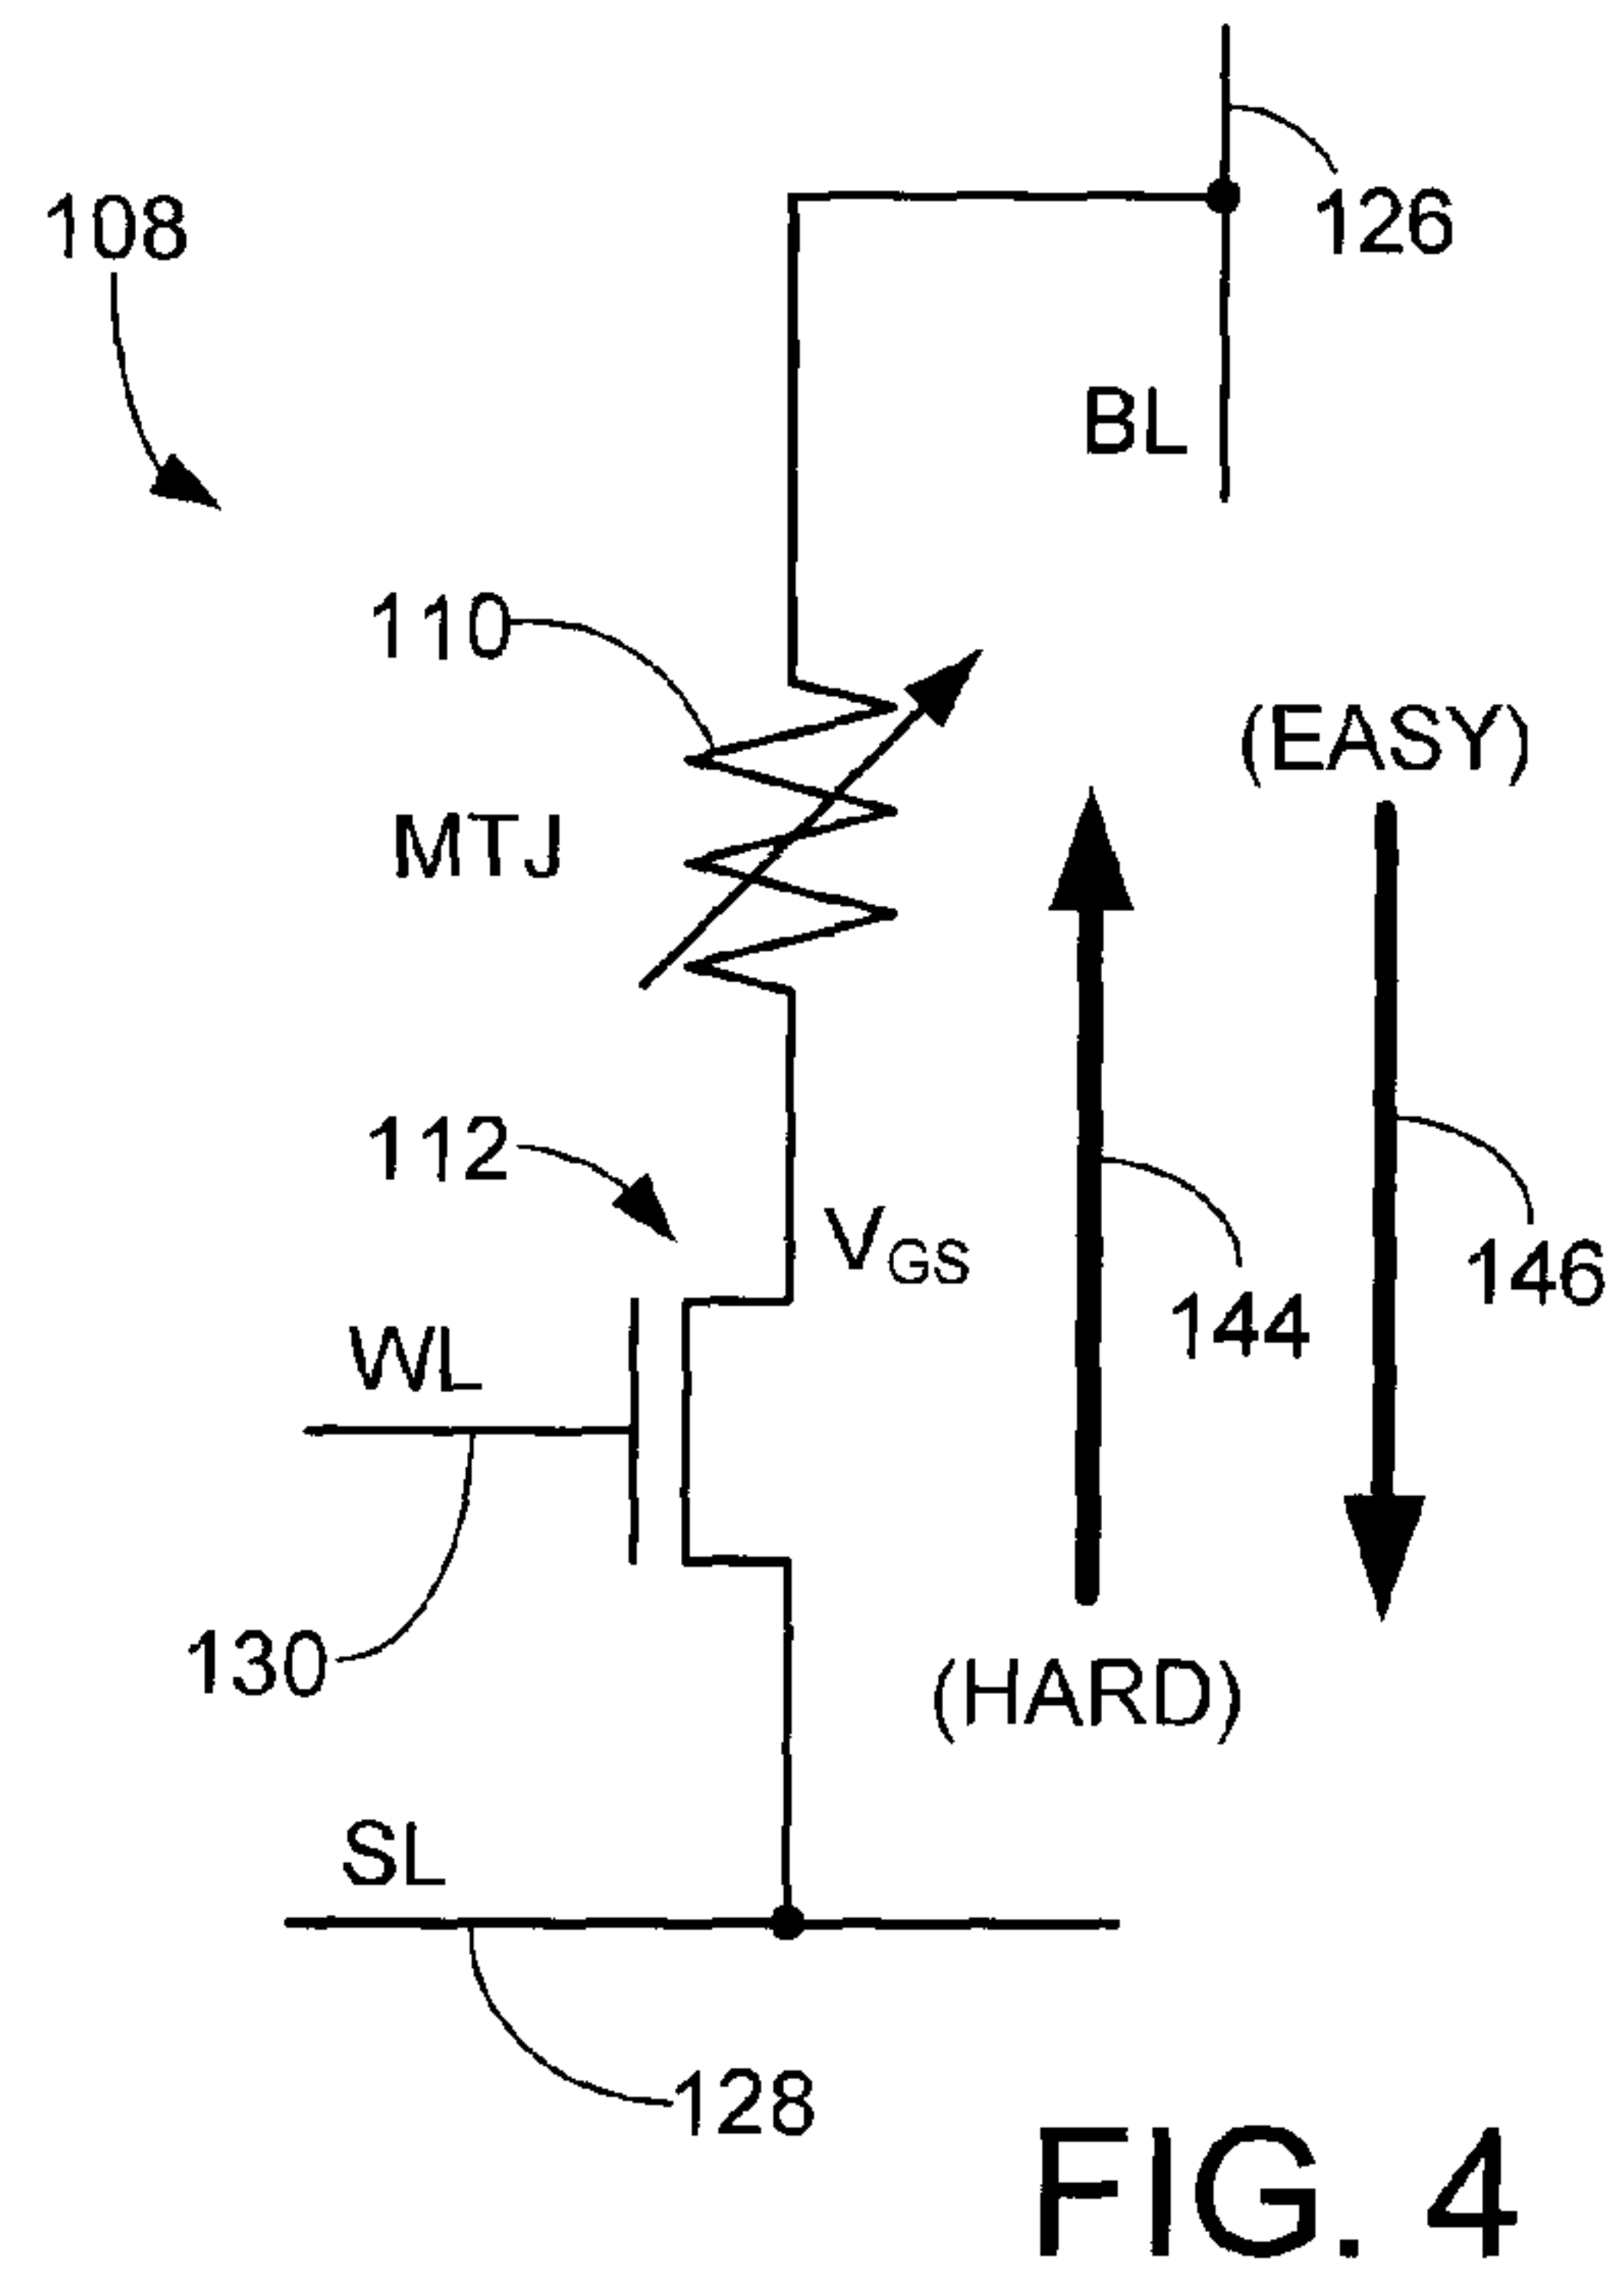 126
108
BL
110
(EASY)
MTJ
112
VGS
146
144
WL
130
(HARD)
SL
128
FIG. 4